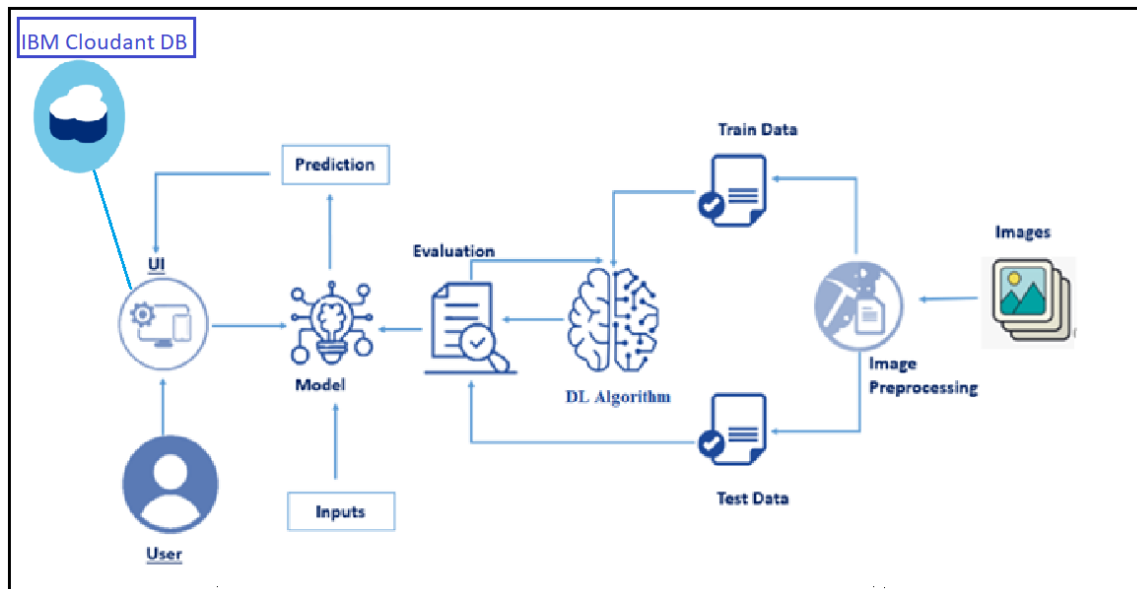 IBM Cloudant DB
Train Data
Prediction
Images
Evaluation
UI
Image
Preprocessing
Model
DL Algorithm
Test Data
Inputs
User